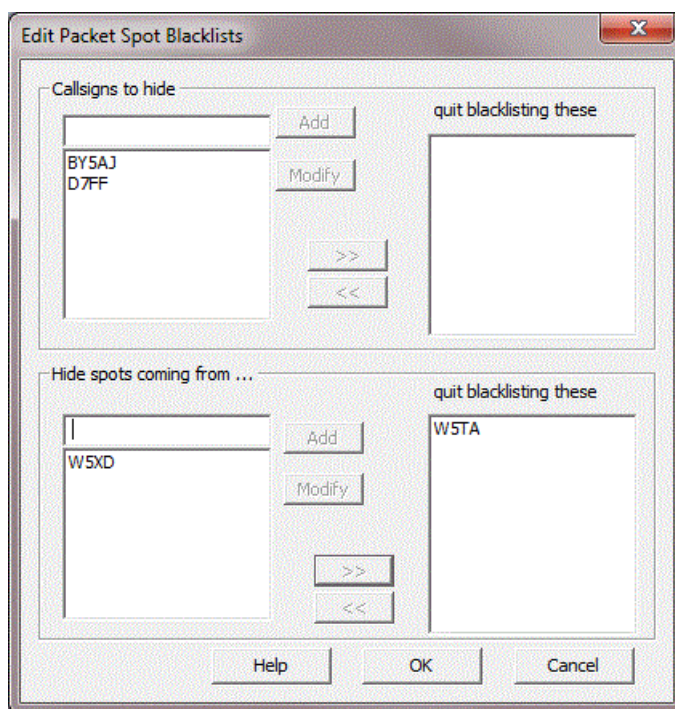 Edit Packet Spot Blacklists
X
Callsigns to hide
quit blacklisting these
Add
BY5AJ
D7FF
Modify
>>
<<
Hide spots coming from ...
quit blacklisting these
Add
W5TA
W5XD
Modify
>>
<<
Help OK Cancel